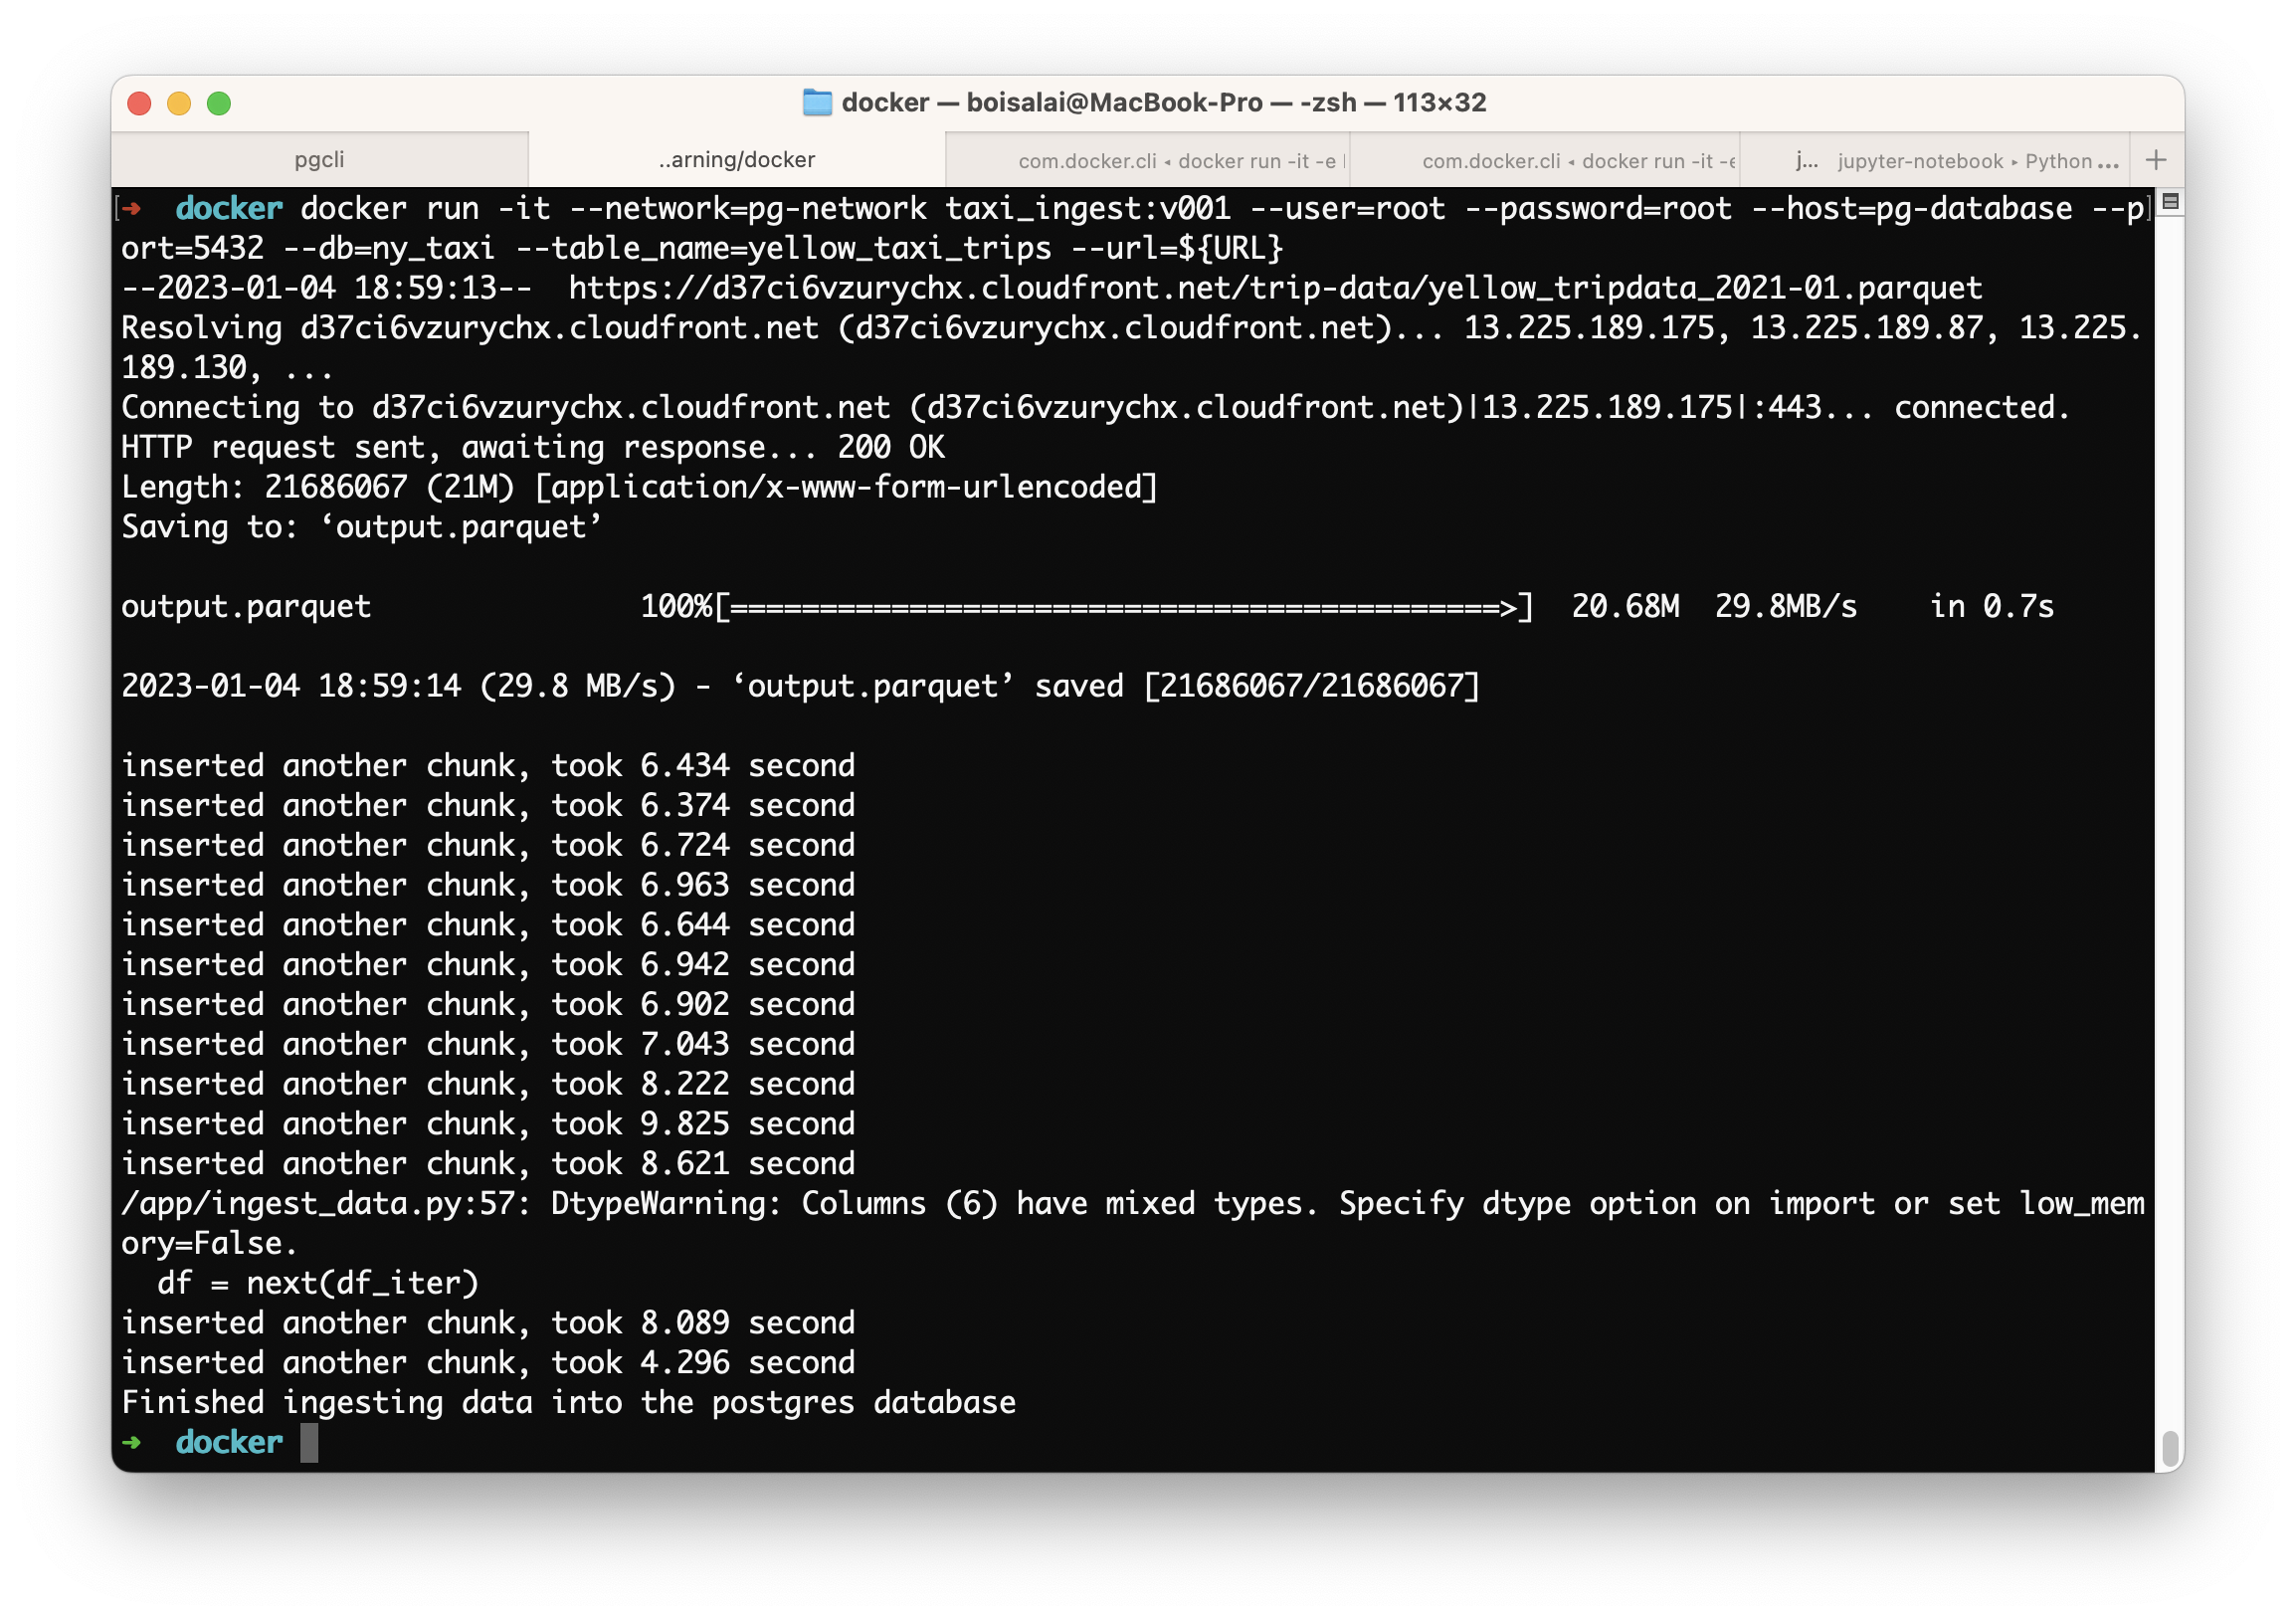 docker — boisalai@MacBook-Pro — -zsh — 113×32
pgcli
..arning/docker
com.docker.cli ◂ docker run -it -e
com.docker.cli ◂ docker run -it -e
j... jupyter-notebook ▸ Python ...
[➜  docker docker run -it --network=pg-network taxi_ingest:v001 --user=root --password=root --host=pg-database --p]
ort=5432 --db=ny_taxi --table_name=yellow_taxi_trips --url=${URL}
--2023-01-04 18:59:13--  https://d37ci6vzurychx.cloudfront.net/trip-data/yellow_tripdata_2021-01.parquet
Resolving d37ci6vzurychx.cloudfront.net (d37ci6vzurychx.cloudfront.net)... 13.225.189.175, 13.225.189.87, 13.225.
189.130, ...
Connecting to d37ci6vzurychx.cloudfront.net (d37ci6vzurychx.cloudfront.net)|13.225.189.175|:443... connected.
HTTP request sent, awaiting response... 200 OK
Length: 21686067 (21M) [application/x-www-form-urlencoded]
Saving to: ‘output.parquet’
output.parquet               100%[===========================================>]  20.68M  29.8MB/s    in 0.7s
2023-01-04 18:59:14 (29.8 MB/s) - ‘output.parquet’ saved [21686067/21686067]
inserted another chunk, took 6.434 second
inserted another chunk, took 6.374 second
inserted another chunk, took 6.724 second
inserted another chunk, took 6.963 second
inserted another chunk, took 6.644 second
inserted another chunk, took 6.942 second
inserted another chunk, took 6.902 second
inserted another chunk, took 7.043 second
inserted another chunk, took 8.222 second
inserted another chunk, took 9.825 second
inserted another chunk, took 8.621 second
/app/ingest_data.py:57: DtypeWarning: Columns (6) have mixed types. Specify dtype option on import or set low_mem
ory=False.
  df = next(df_iter)
inserted another chunk, took 8.089 second
inserted another chunk, took 4.296 second
Finished ingesting data into the postgres database
➜  docker